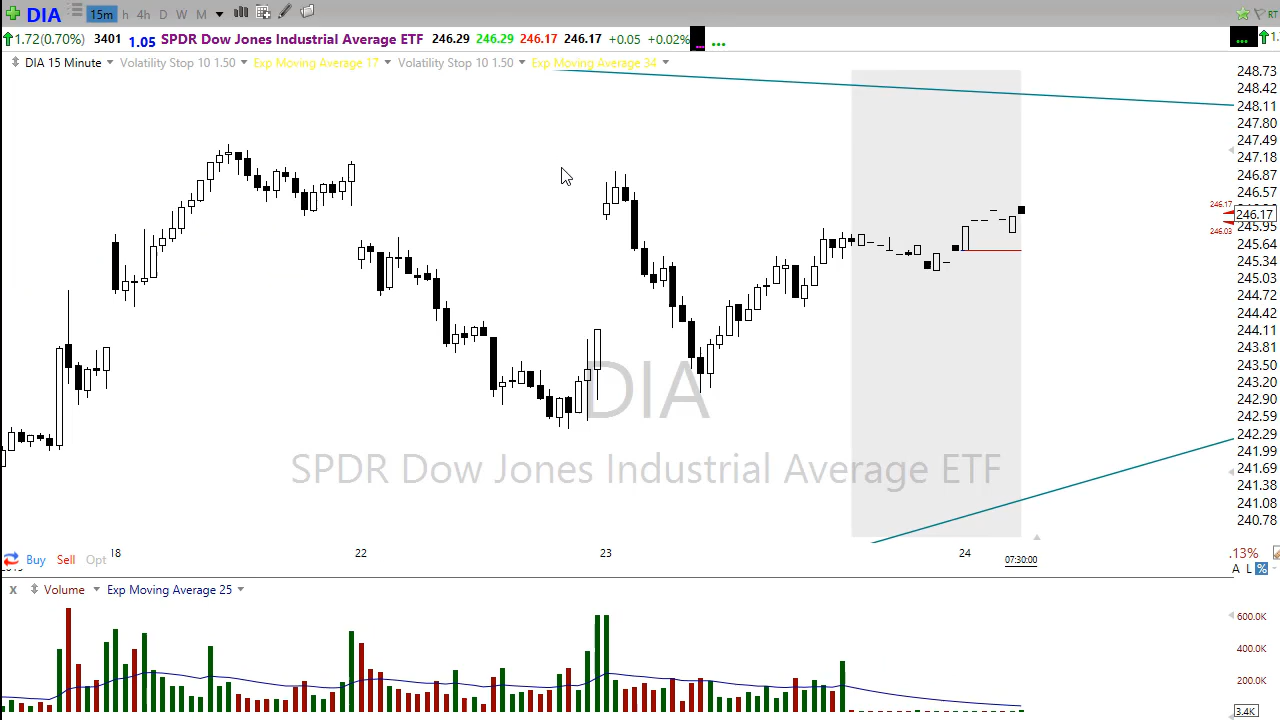 DIA 15m h 4h D W M RT
1.72(0.70%) 3401 1.05 SPDR Dow Jones Industrial Average ETF 246.29 246.29 246.17 246.17 +0.05 +0.02% ... ...
DIA 15 Minute Volatility Stop 10 1.50 Exp Moving Average 17 Volatility Stop 10 1.50 Exp Moving Average 34
248.73
248.42
248.11
247.80
247.49
247.18
246.87
246.57
246.17
246.17
245.95
246.03
245.64
245.34
245.03
244.72
244.42
244.11
243.81
243.50
243.20
242.90
242.59
242.29
241.99
241.69
241.38
241.08
240.78
DIA
SPDR Dow Jones Industrial Average ETF
Buy Sell Opt 18 22 23 24
07:30:00
.13%
A L %
X Volume Exp Moving Average 25
600.0K
400.0K
200.0K
3.4K